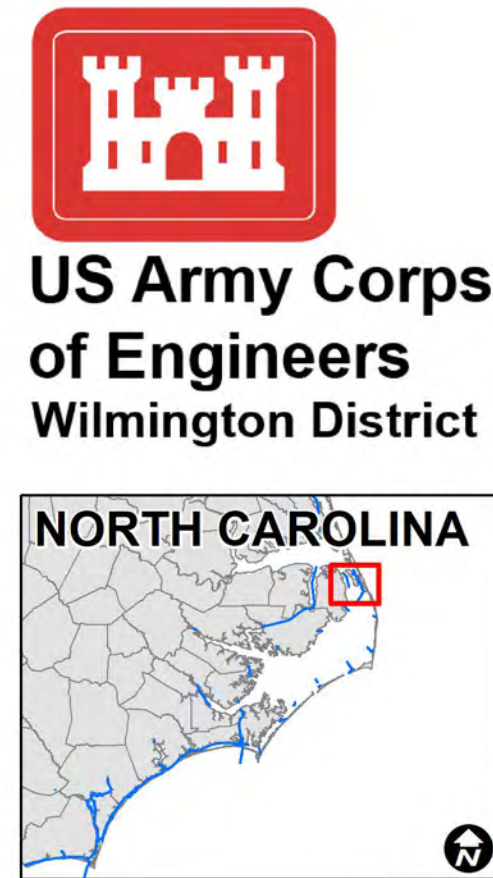 US Army Corps
of Engineers
Wilmington District
NORTH CAROLINA
N